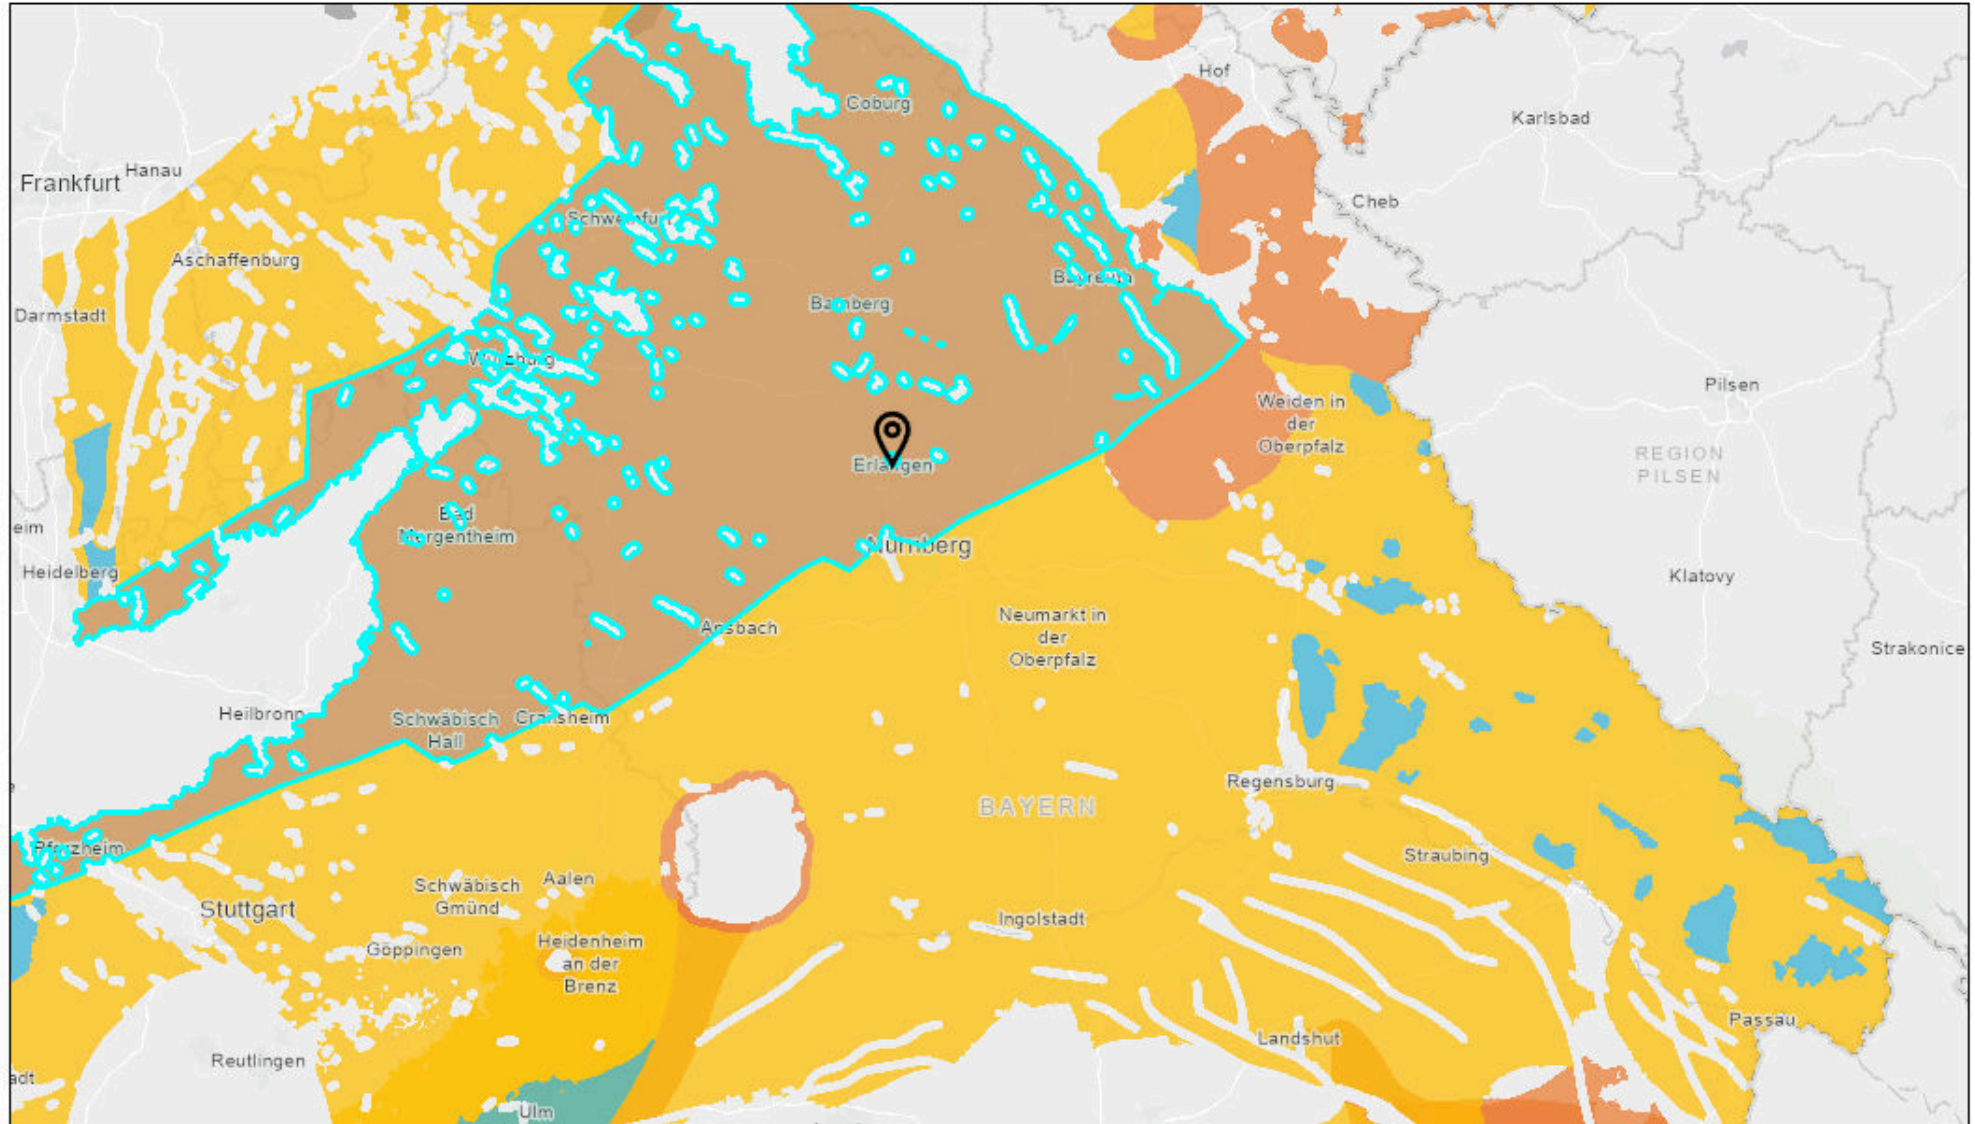 Hof
Coburg
Karlsbad
Hanau
Frankfurt
Cheb
Aschaffenburg
Bamberg
Darmstadt
Pilsen
Weiden in
der
Oberpfalz
REGION
PILSEN
Erlangen
Bad
Mergentheim
eim
Nürnberg
Heidelberg
Klatovy
Neumarkt in
der
Oberpfalz
Ansbach
Strakonice
Heilbronn
Schwäbisch
Hall
Crailsheim
Regensburg
BAYERN
Pforzheim
Straubing
Schwäbisch
Gmünd
Aalen
Stuttgart
Ingolstadt
Göppingen
Heidenheim
an der
Brenz
Passau
Landshut
Reutlingen
adt
Ulm